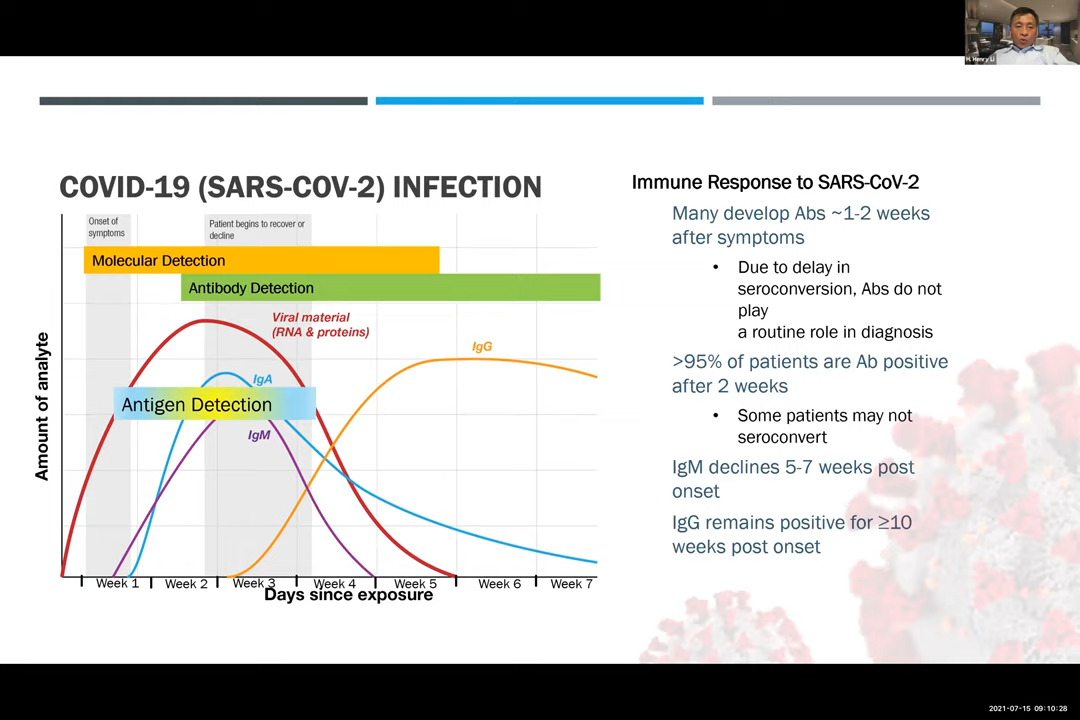 H. Henry Li
COVID-19 (SARS-COV-2) INFECTION
Onset of
symptoms
Patient begins to recover or
decline
Molecular Detection
Antibody Detection
Viral material
(RNA & proteins)
IgG
IgA
Antigen Detection
IgM
Amount of analyte
Week 1
Week 2
Week 3
Week 4
Week 5
Week 6
Week 7
Days since exposure
Immune Response to SARS-CoV-2
Many develop Abs ~1-2 weeks
after symptoms
• Due to delay in
seroconversion, Abs do not
play
a routine role in diagnosis
>95% of patients are Ab positive
after 2 weeks
• Some patients may not
seroconvert
IgM declines 5-7 weeks post
onset
IgG remains positive for ≥10
weeks post onset
2021-07-15 09:10:28